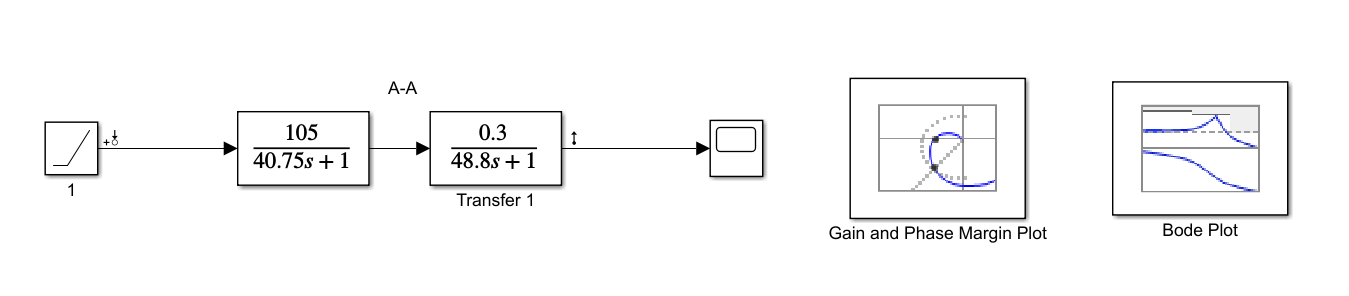 A-A
105
40.75s + 1
0.3
48.8s + 1
1
Transfer 1
Gain and Phase Margin Plot
Bode Plot